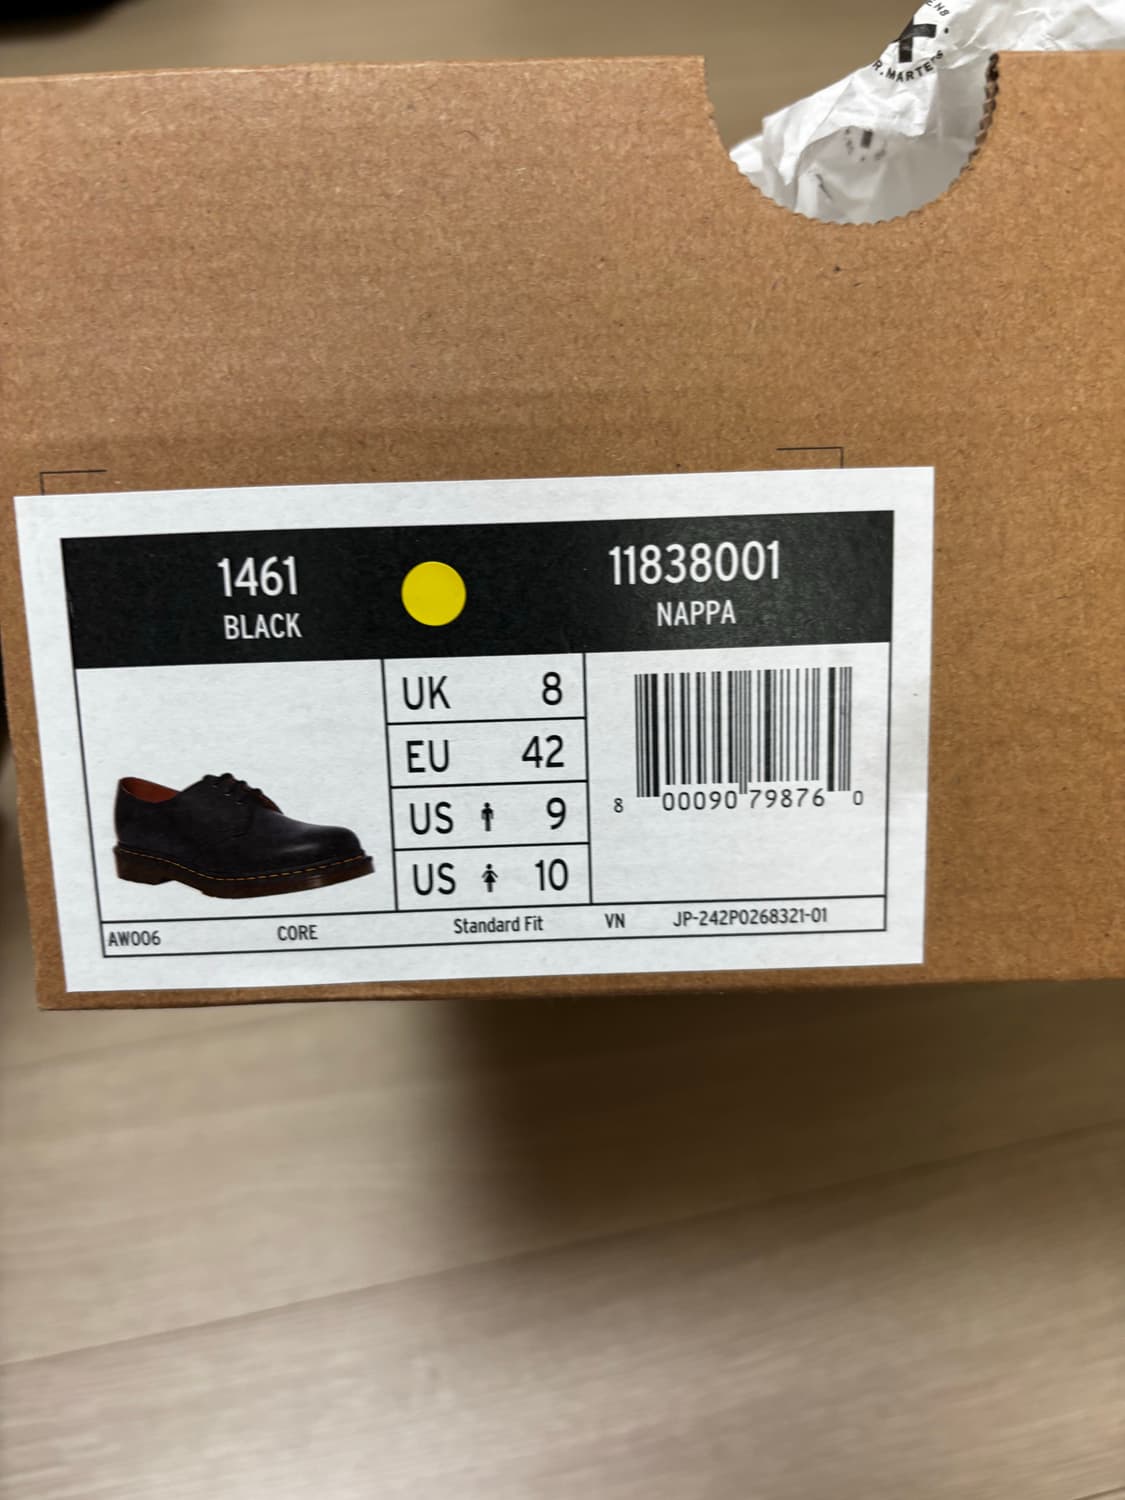 R.MARTENS
1461
BLACK
11838001
NAPPA
UK 8
EU 42
US 9
US 10
8 00090 79876 0
AW006 CORE Standard Fit VN JP-242P0268321-01